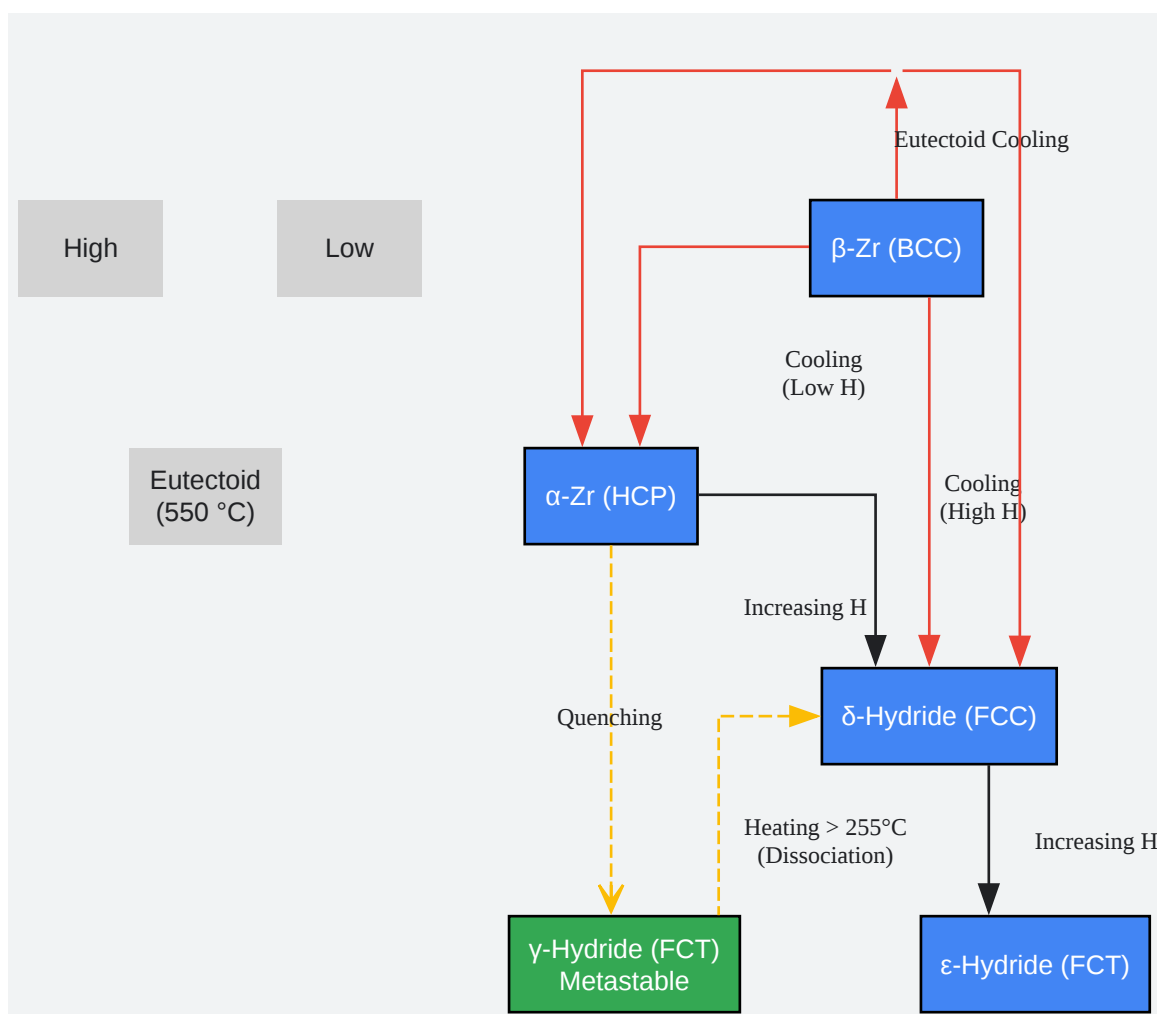 Eutectoid Cooling
High
Low
β-Zr (BCC)
Cooling
(Low H)
Eutectoid
(550 °C)
α-Zr (HCP)
Cooling
(High H)
Increasing H
Quenching
δ-Hydride (FCC)
Heating > 255°C
(Dissociation)
Increasing H
γ-Hydride (FCT)
Metastable
ε-Hydride (FCT)